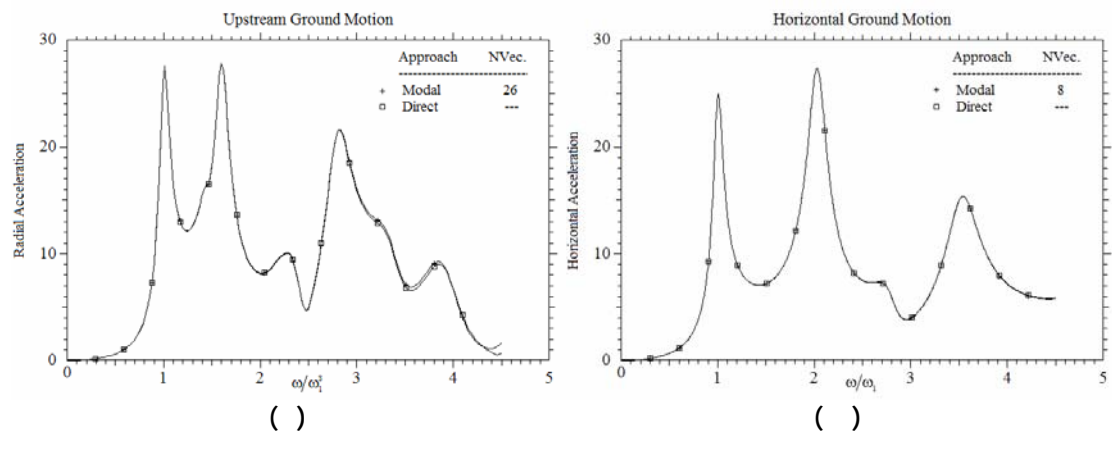 Upstream Ground Motion
30
20
10
0
Radial Acceleration
Approach NVec.
+ Modal 26
□ Direct ---
0 1 2 3 4 5
ω/ω₁ˢ
( )
Horizontal Ground Motion
30
20
10
0
Horizontal Acceleration
Approach NVec.
+ Modal 8
□ Direct ---
0 1 2 3 4 5
ω/ω₁
( )